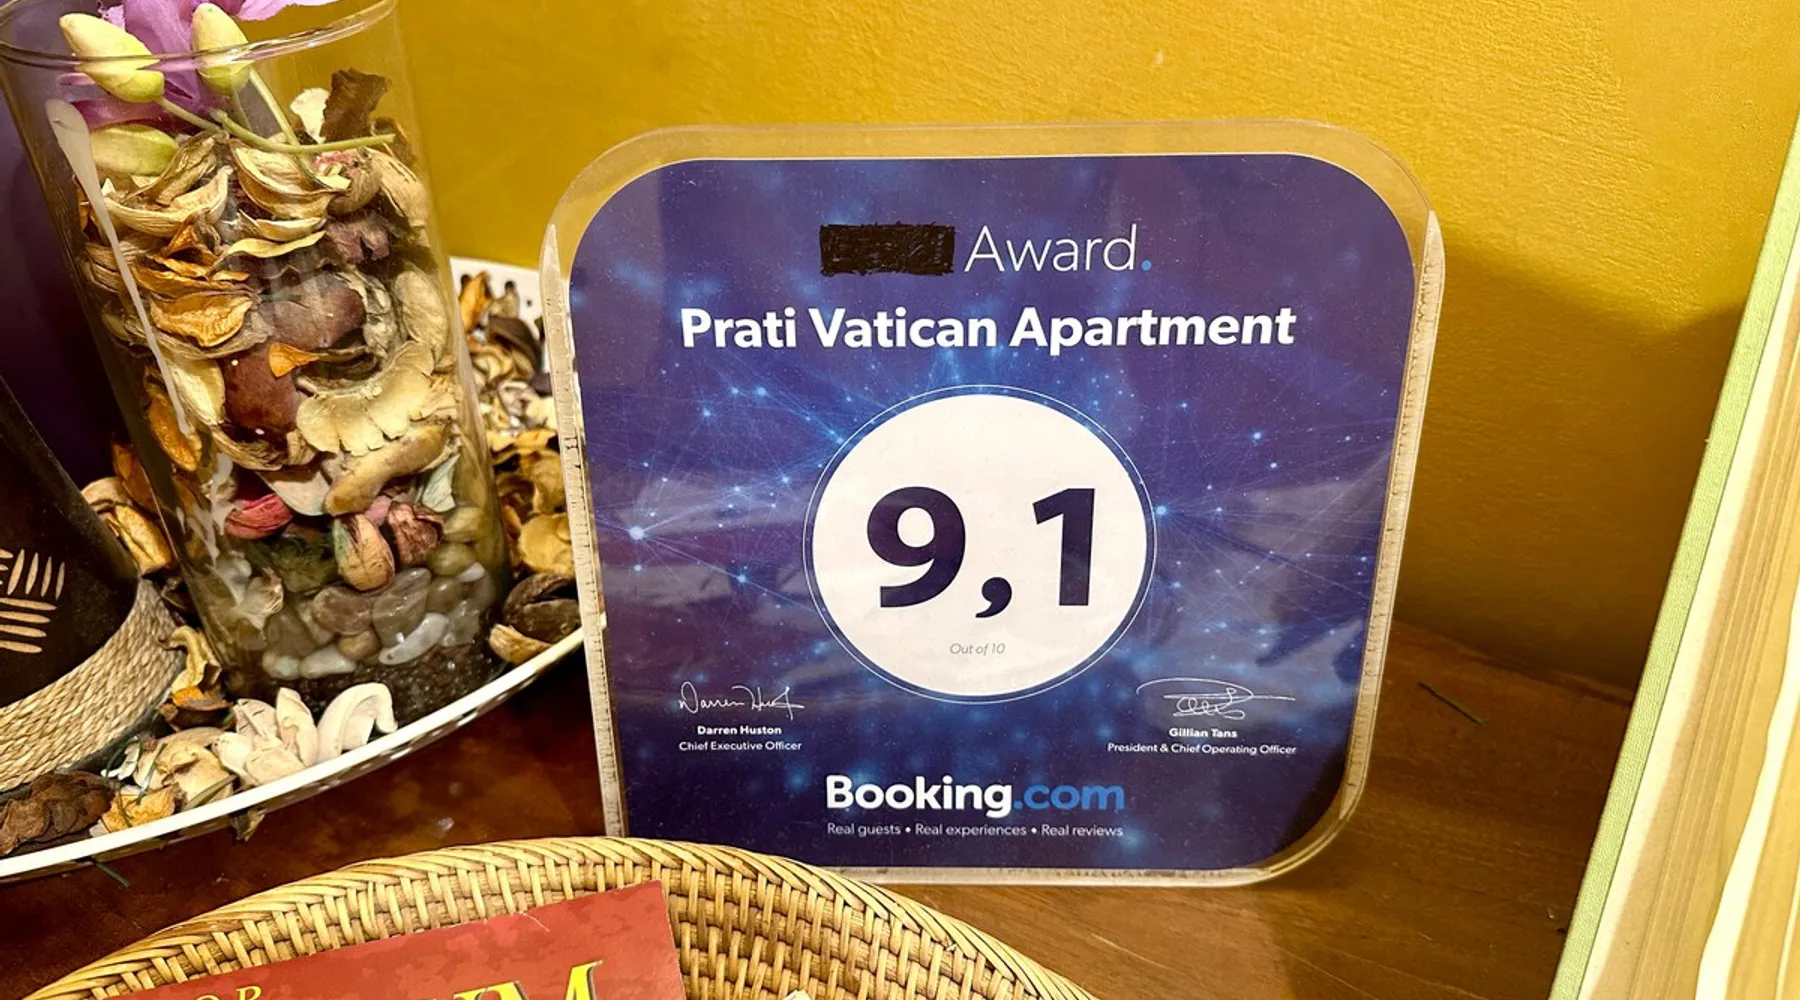 Award.
Prati Vatican Apartment
9,1
Out of 10
Darren Huston
Chief Executive Officer
Gillian Tans
President & Chief Operating Officer
Booking.com
Real guests • Real experiences • Real reviews